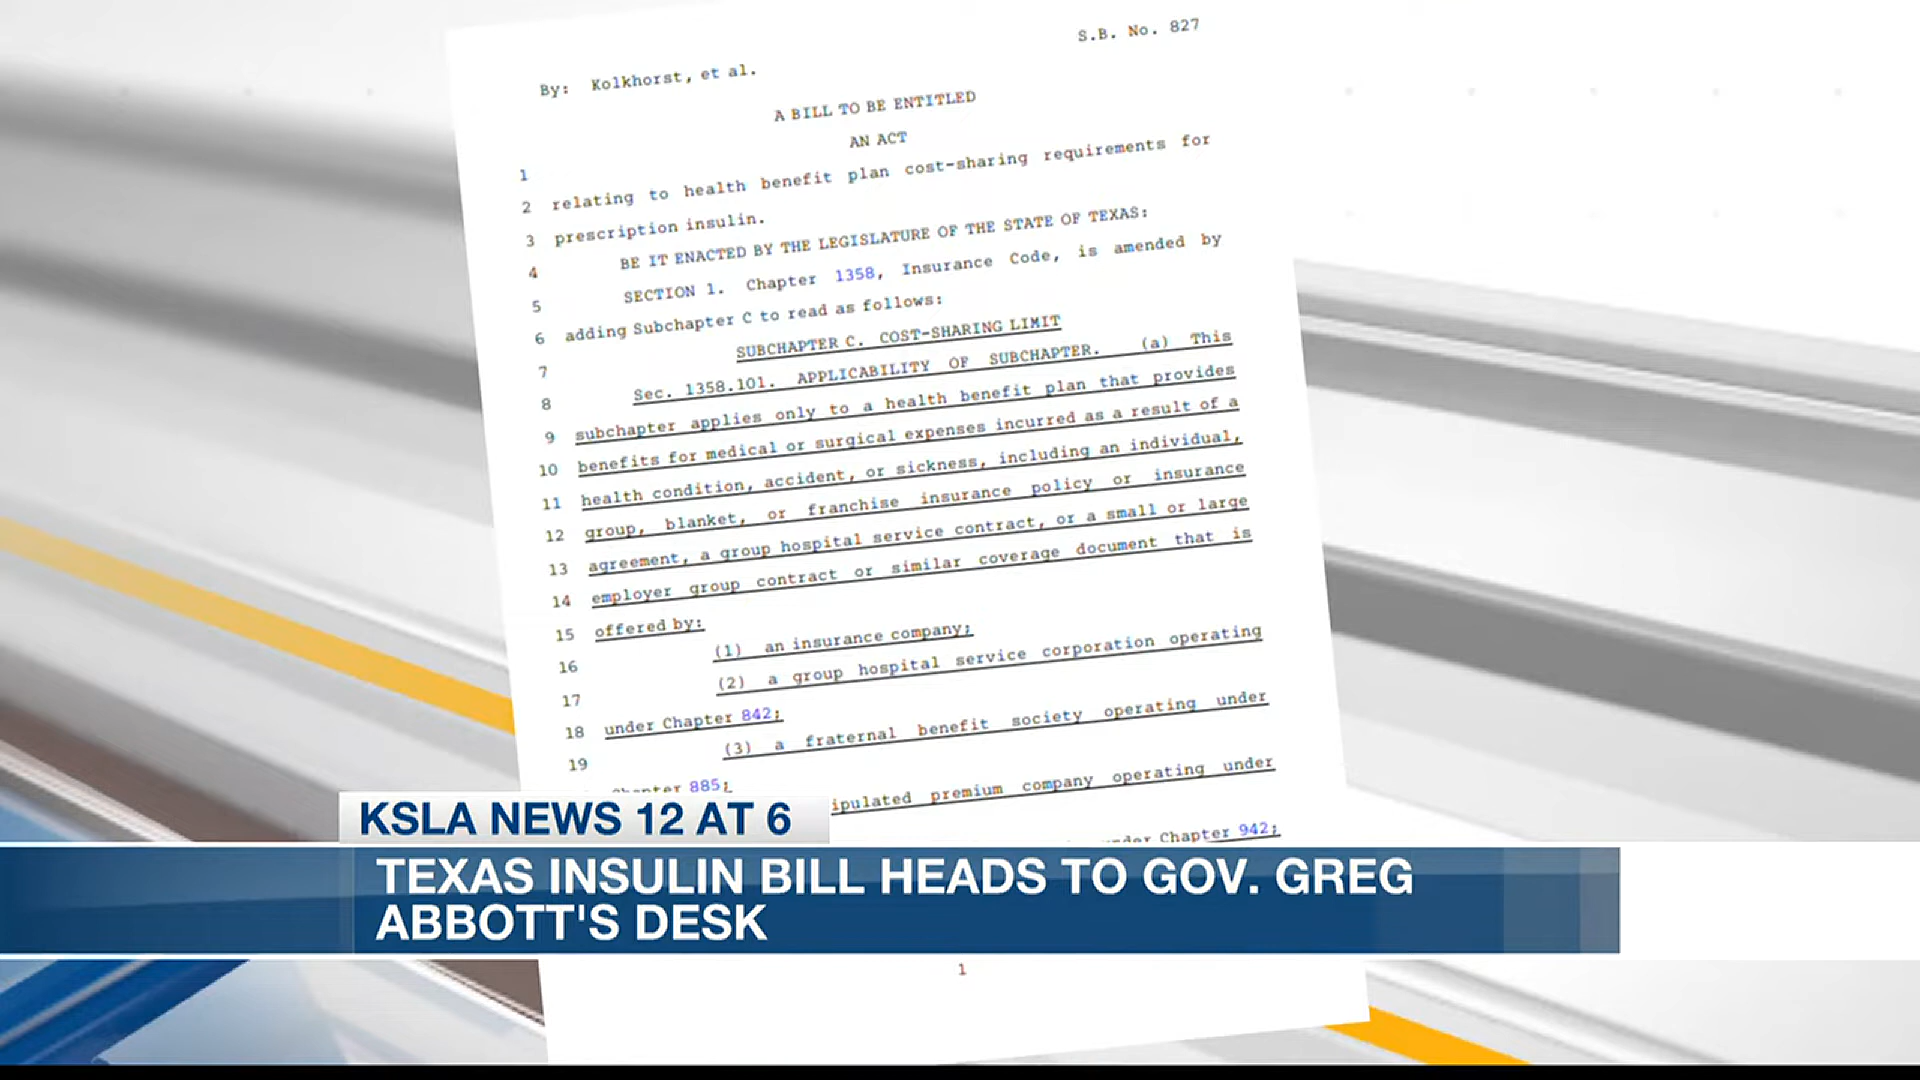 S.B. No. 827
By: Kolkhorst, et al.
A BILL TO BE ENTITLED
AN ACT
1
2 relating to health benefit plan cost-sharing requirements for
3 prescription insulin.
4 BE IT ENACTED BY THE LEGISLATURE OF THE STATE OF TEXAS:
5 SECTION 1. Chapter 1358, Insurance Code, is amended by
6 adding Subchapter C to read as follows:
7 SUBCHAPTER C. COST-SHARING LIMIT
8 Sec. 1358.101. APPLICABILITY OF SUBCHAPTER. (a) This
9 subchapter applies only to a health benefit plan that provides
10 benefits for medical or surgical expenses incurred as a result of a
11 health condition, accident, or sickness, including an individual,
12 group, blanket, or franchise insurance policy or insurance
13 agreement, a group hospital service contract, or a small or large
14 employer group contract or similar coverage document that is
15 offered by:
16 (1) an insurance company;
17 (2) a group hospital service corporation operating
18 under Chapter 842;
19 (3) a fraternal benefit society operating under
885;
premium company operating under
Chapter 942;
KSLA NEWS 12 AT 6
TEXAS INSULIN BILL HEADS TO GOV. GREG
ABBOTT'S DESK
1